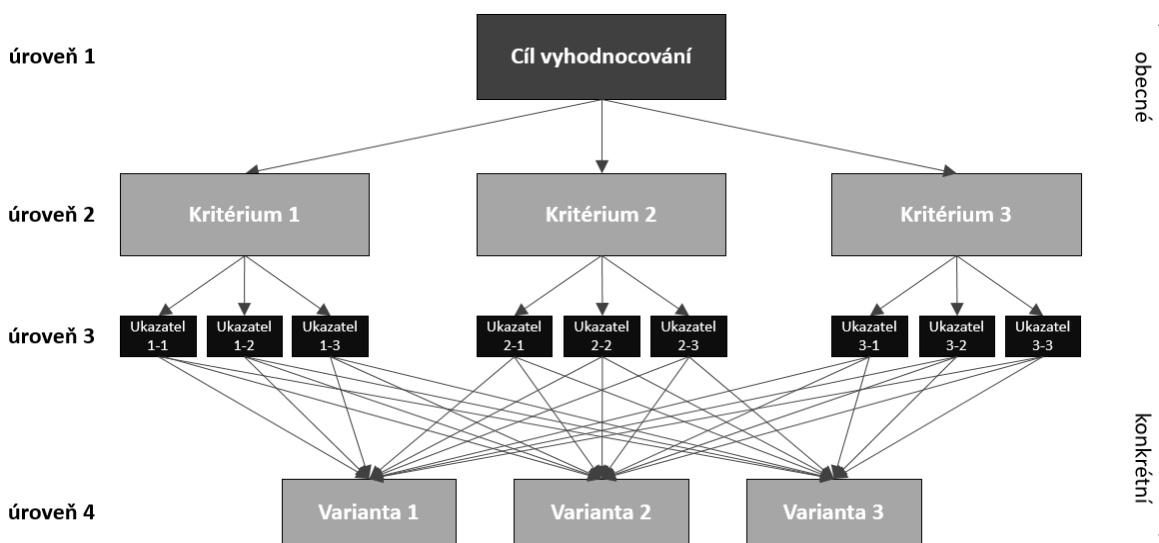 úroveň 1
Cíl vyhodnocování
obecné
úroveň 2
Kritérium 1
Kritérium 2
Kritérium 3
úroveň 3
Ukazatel
1-1
Ukazatel
1-2
Ukazatel
1-3
Ukazatel
2-1
Ukazatel
2-2
Ukazatel
2-3
Ukazatel
3-1
Ukazatel
3-2
Ukazatel
3-3
konkrétní
úroveň 4
Varianta 1
Varianta 2
Varianta 3